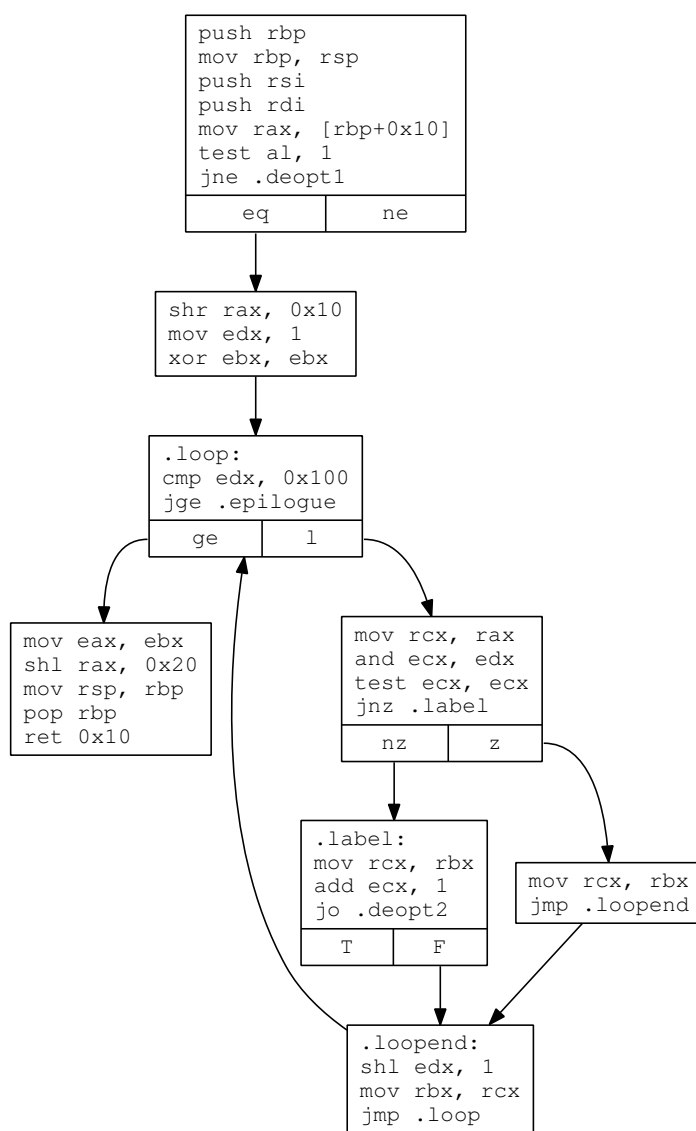 push rbp
mov rbp, rsp
push rsi
push rdi
mov rax, [rbp+0x10]
test al, 1
jne .deopt1
eq ne
shr rax, 0x10
mov edx, 1
xor ebx, ebx
.loop:
cmp edx, 0x100
jge .epilogue
ge l
mov eax, ebx
shl rax, 0x20
mov rsp, rbp
pop rbp
ret 0x10
mov rcx, rax
and ecx, edx
test ecx, ecx
jnz .label
nz z
.label:
mov rcx, rbx
add ecx, 1
jo .deopt2
T F
mov rcx, rbx
jmp .loopend
.loopend:
shl edx, 1
mov rbx, rcx
jmp .loop